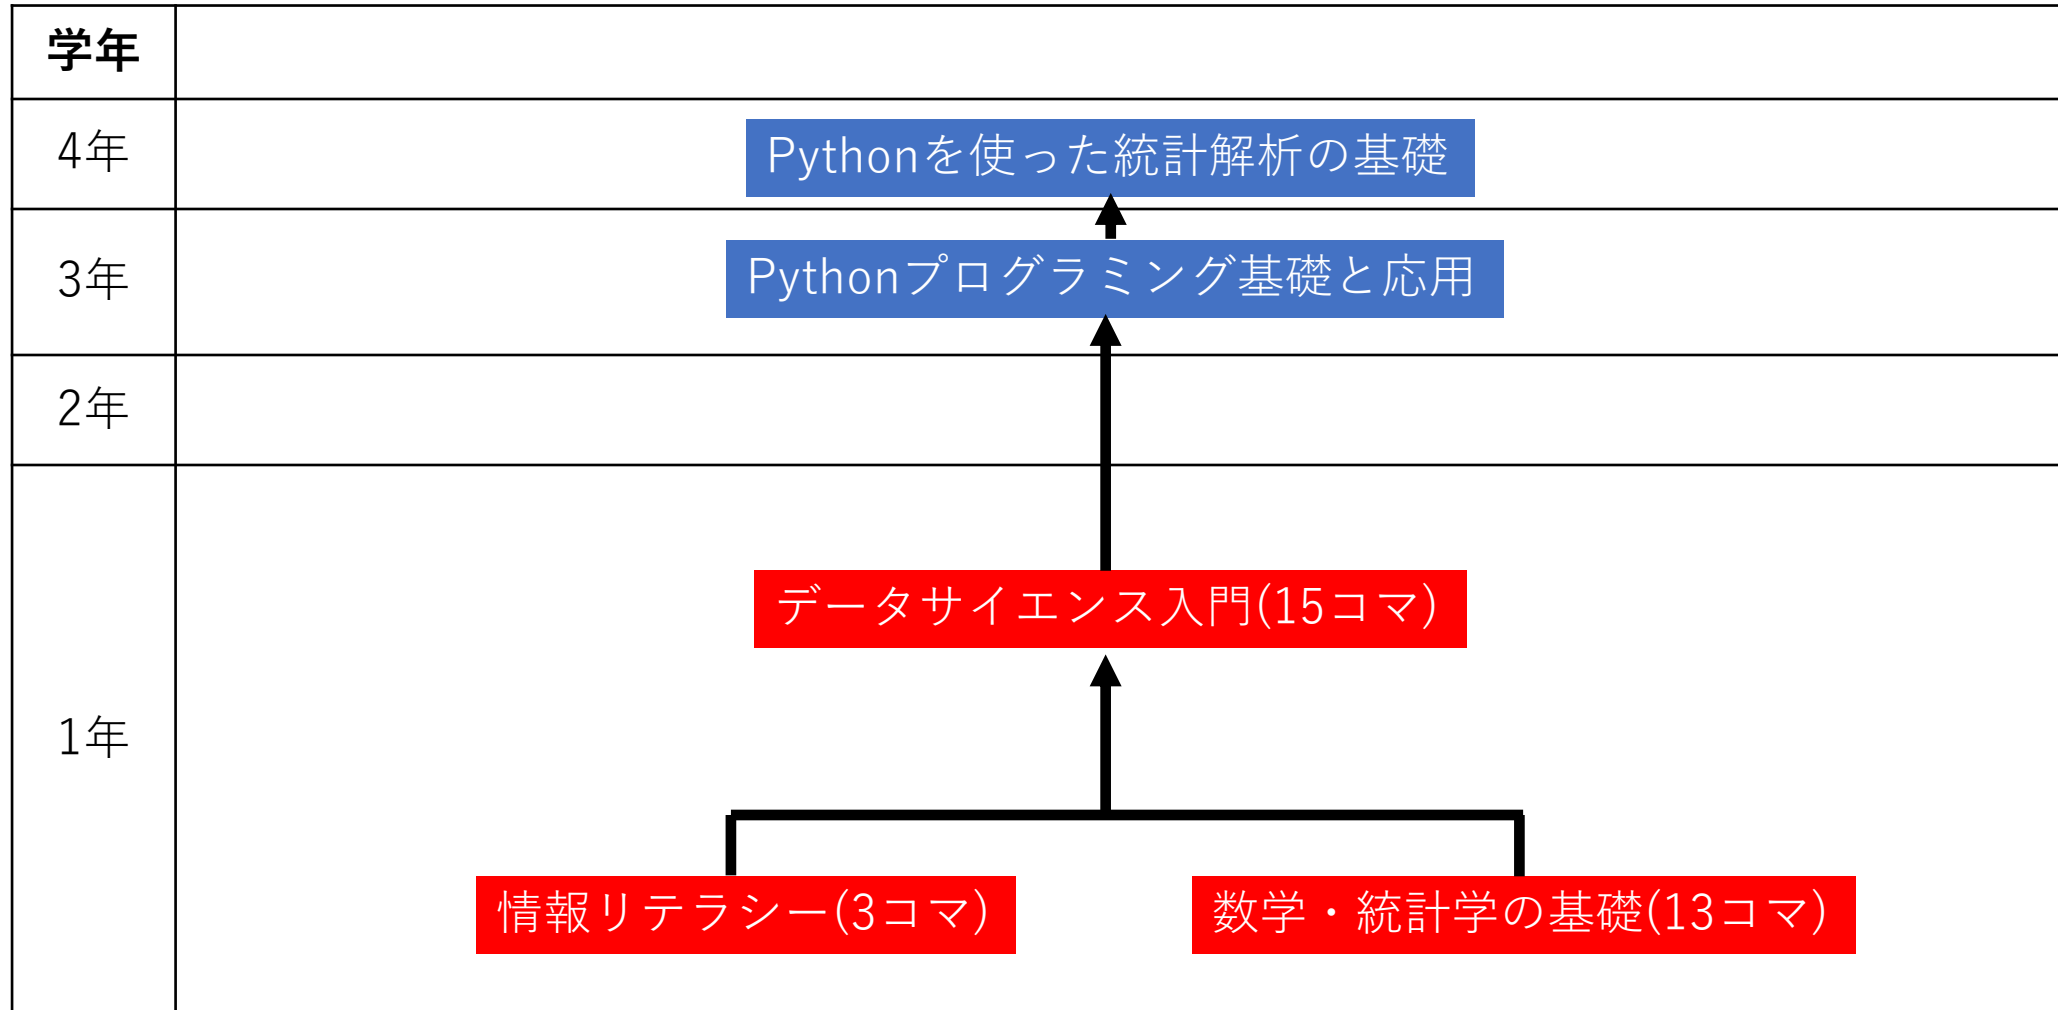 学年
4年
Pythonを使った統計解析の基礎
3年
Pythonプログラミング基礎と応用
2年
データサイエンス入門(15コマ)
1年
情報リテラシー(3コマ)
数学・統計学の基礎(13コマ)